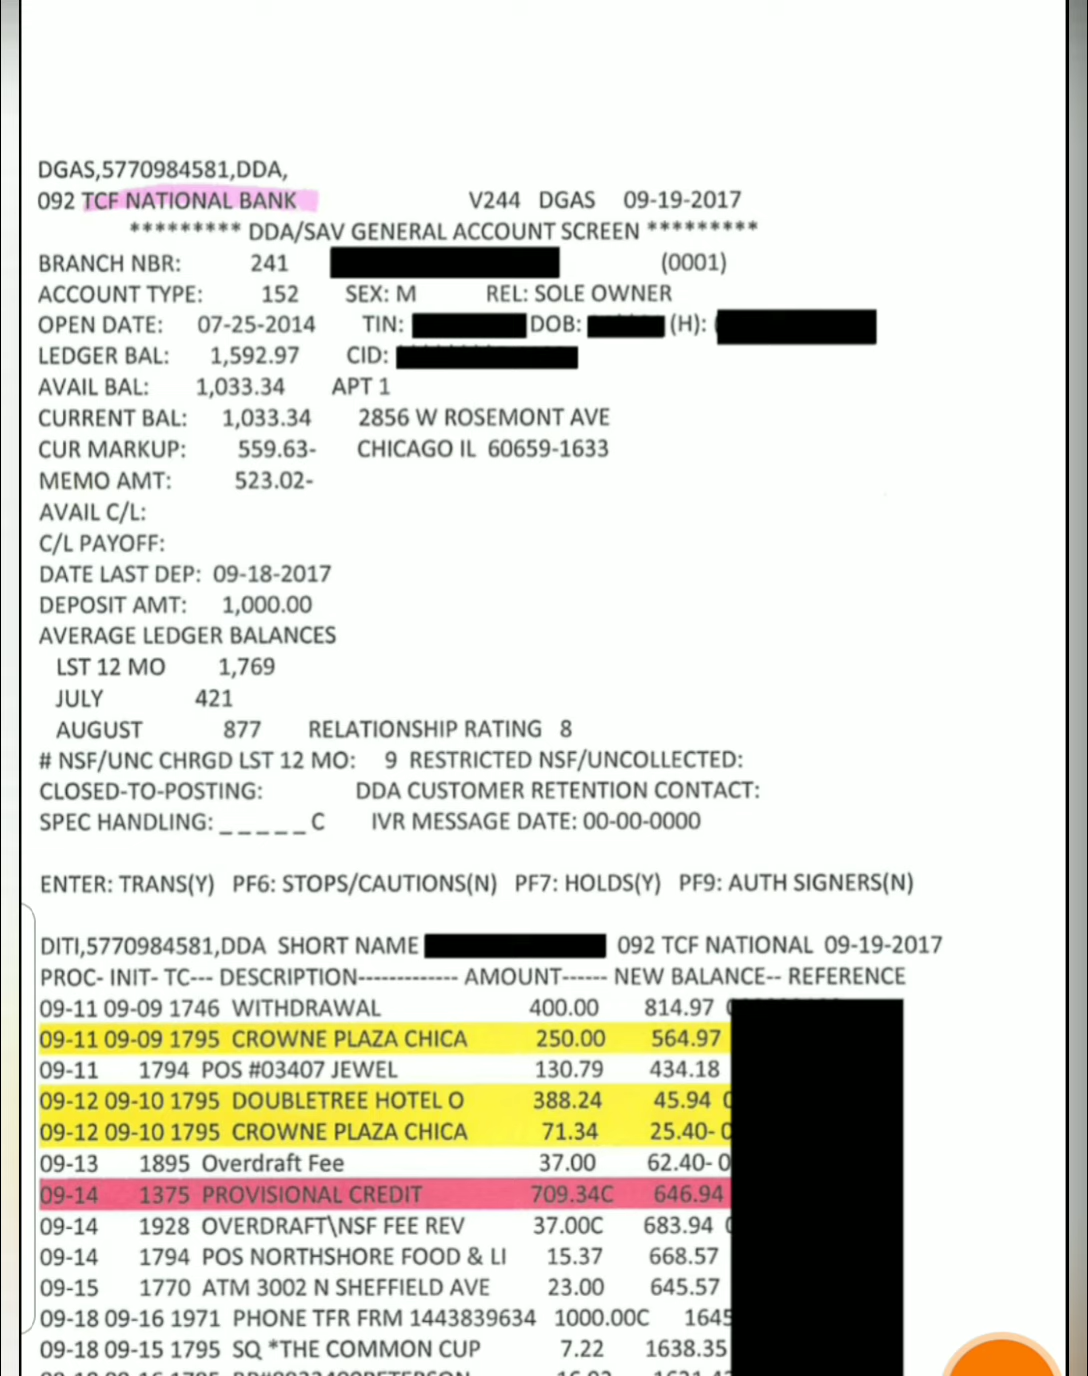 DGAS,5770984581,DDA,
092 TCF NATIONAL BANK V244 DGAS 09-19-2017
********* DDA/SAV GENERAL ACCOUNT SCREEN *********
BRANCH NBR: 241 (0001)
ACCOUNT TYPE: 152 SEX: M REL: SOLE OWNER
OPEN DATE: 07-25-2014 TIN: DOB: (H):
LEDGER BAL: 1,592.97 CID:
AVAIL BAL: 1,033.34 APT 1
CURRENT BAL: 1,033.34 2856 W ROSEMONT AVE
CUR MARKUP: 559.63- CHICAGO IL 60659-1633
MEMO AMT: 523.02-
AVAIL C/L:
C/L PAYOFF:
DATE LAST DEP: 09-18-2017
DEPOSIT AMT: 1,000.00
AVERAGE LEDGER BALANCES
LST 12 MO 1,769
JULY 421
AUGUST 877 RELATIONSHIP RATING 8
# NSF/UNC CHRGD LST 12 MO: 9 RESTRICTED NSF/UNCOLLECTED:
CLOSED-TO-POSTING: DDA CUSTOMER RETENTION CONTACT:
SPEC HANDLING: _ _ _ _ _ C IVR MESSAGE DATE: 00-00-0000
ENTER: TRANS(Y) PF6: STOPS/CAUTIONS(N) PF7: HOLDS(Y) PF9: AUTH SIGNERS(N)
DITI,5770984581,DDA SHORT NAME 092 TCF NATIONAL 09-19-2017
PROC- INIT- TC--- DESCRIPTION------------- AMOUNT------ NEW BALANCE-- REFERENCE
09-11 09-09 1746 WITHDRAWAL 400.00 814.97
09-11 09-09 1795 CROWNE PLAZA CHICA 250.00 564.97
09-11 1794 POS #03407 JEWEL 130.79 434.18
09-12 09-10 1795 DOUBLETREE HOTEL O 388.24 45.94
09-12 09-10 1795 CROWNE PLAZA CHICA 71.34 25.40- 0
09-13 1895 Overdraft Fee 37.00 62.40- 0
09-14 1375 PROVISIONAL CREDIT 709.34C 646.94
09-14 1928 OVERDRAFT\NSF FEE REV 37.00C 683.94
09-14 1794 POS NORTHSHORE FOOD & LI 15.37 668.57
09-15 1770 ATM 3002 N SHEFFIELD AVE 23.00 645.57
09-18 09-16 1971 PHONE TFR FRM 1443839634 1000.00C 1645
09-18 09-15 1795 SQ *THE COMMON CUP 7.22 1638.35